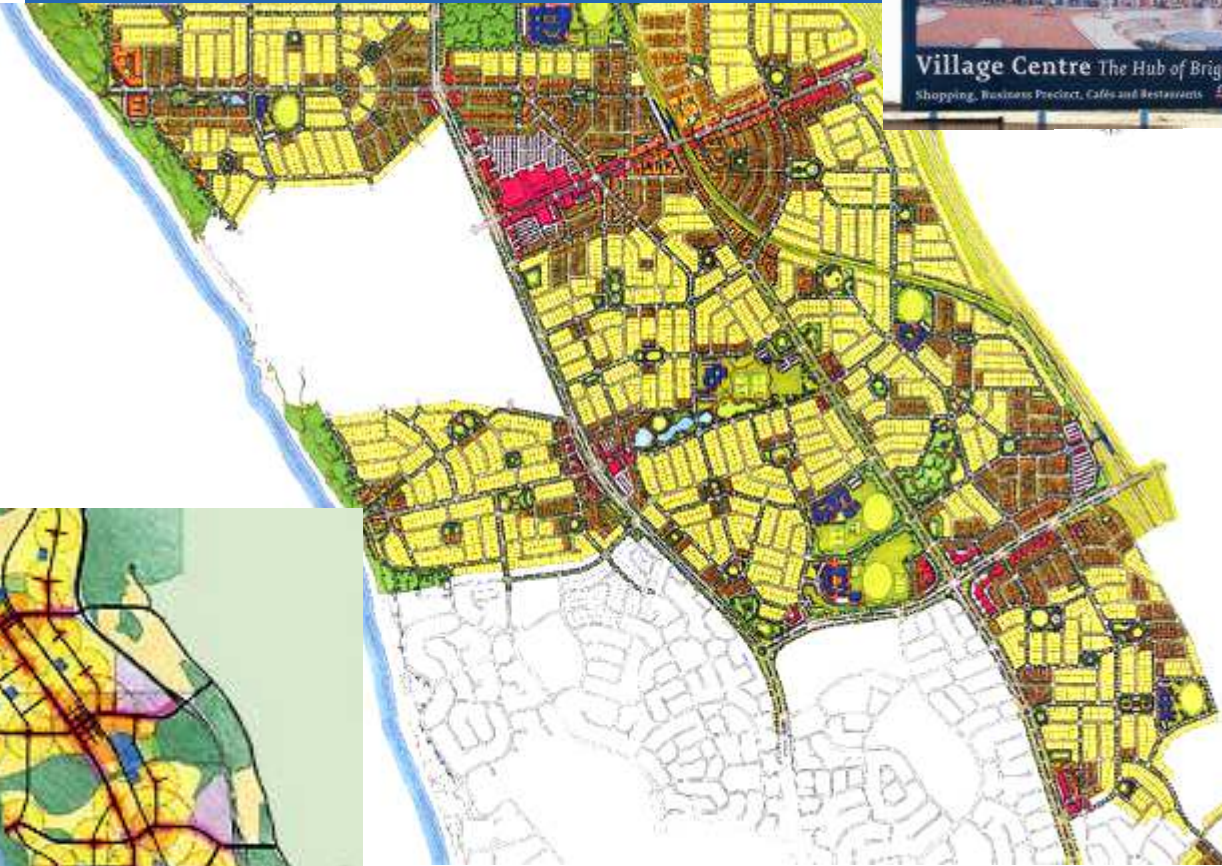 Village Centre The Hub of Brig
Shopping, Business Precinct, Cafés and Restaurants